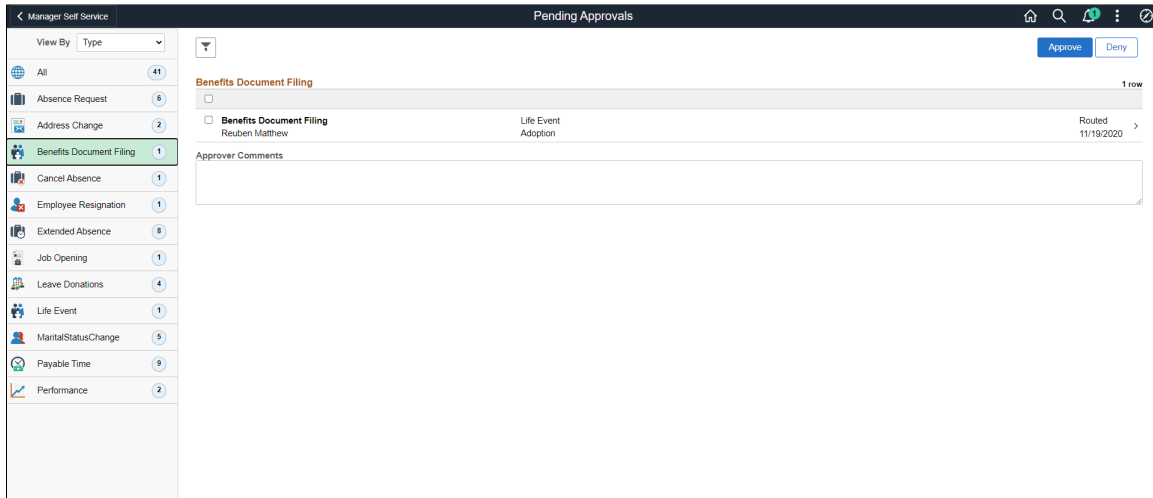 Manager Self Service
Pending Approvals
1
View By Type
All 41
Absence Request 6
Address Change 2
Benefits Document Filing 1
Cancel Absence 1
Employee Resignation 1
Extended Absence 8
Job Opening 1
Leave Donations 4
Life Event 1
MaritalStatusChange 5
Payable Time 9
Performance 2
Approve Deny
Benefits Document Filing 1 row
Benefits Document Filing Life Event Routed
Reuben Matthew Adoption 11/19/2020
Approver Comments